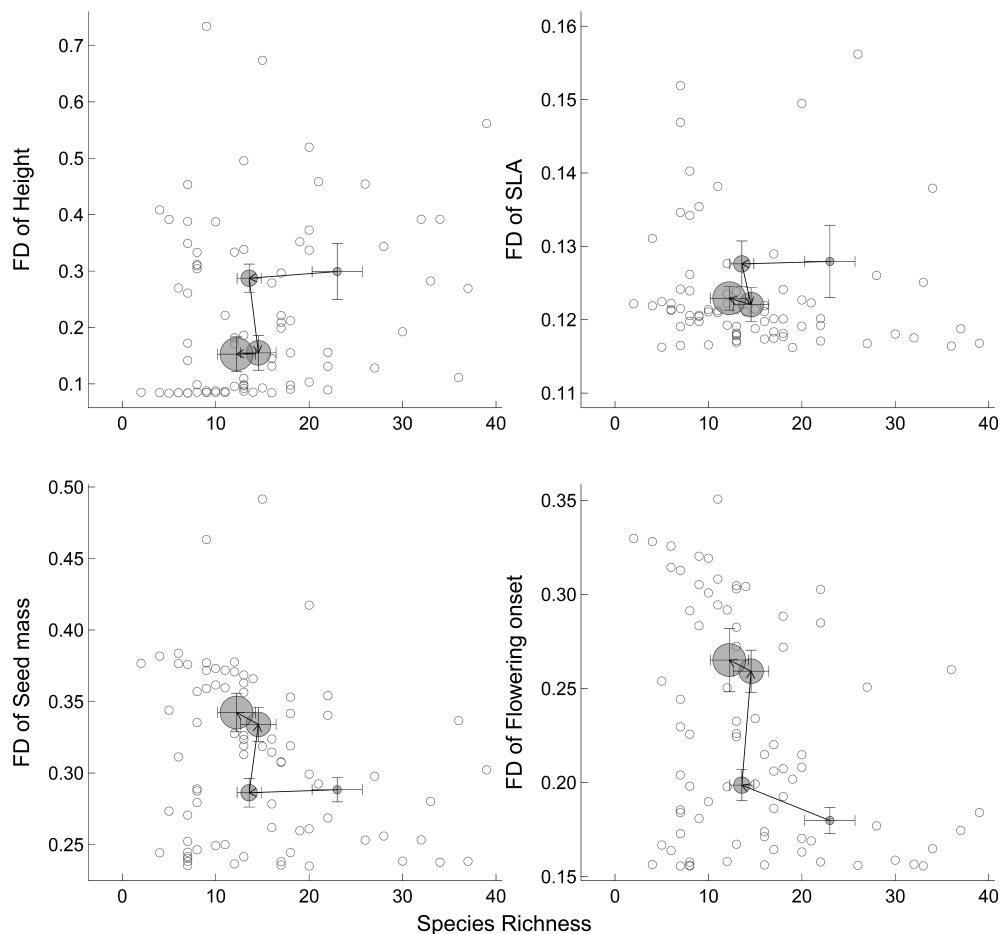 0.7
0.6
0.5
0.4
0.3
0.2
0.1
FD of Height
0 10 20 30 40
0.16
0.15
0.14
0.13
0.12
0.11
FD of SLA
0 10 20 30 40
0.50
0.45
0.40
0.35
0.30
0.25
FD of Seed mass
0 10 20 30 40
0.35
0.30
0.25
0.20
0.15
FD of Flowering onset
0 10 20 30 40
Species Richness